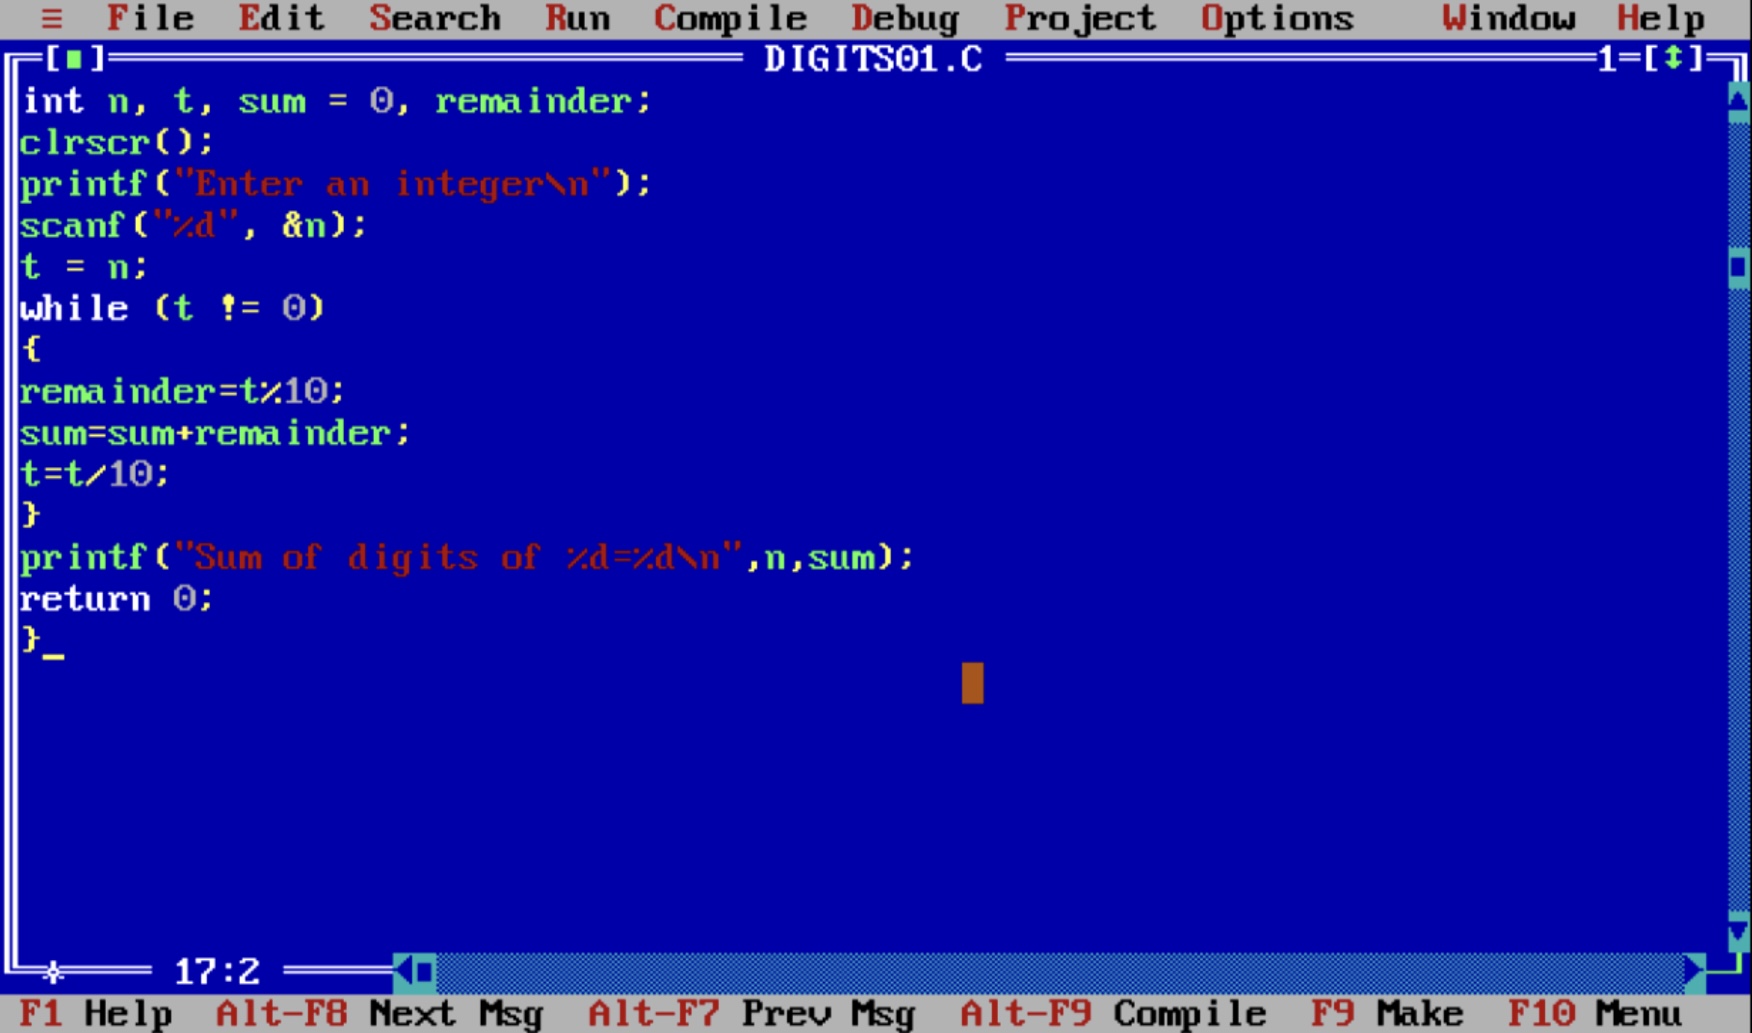 ≡ File Edit Search Run Compile Debug Project Options Window Help
[■] DIGITS01.C 1=[↕]
int n, t, sum = 0, remainder;
clrscr();
printf("Enter an integer\n");
scanf("%d", &n);
t = n;
while (t != 0)
{
remainder=t%10;
sum=sum+remainder;
t=t/10;
}
printf("Sum of digits of %d=%d\n",n,sum);
return 0;
}_
17:2
F1 Help Alt-F8 Next Msg Alt-F7 Prev Msg Alt-F9 Compile F9 Make F10 Menu